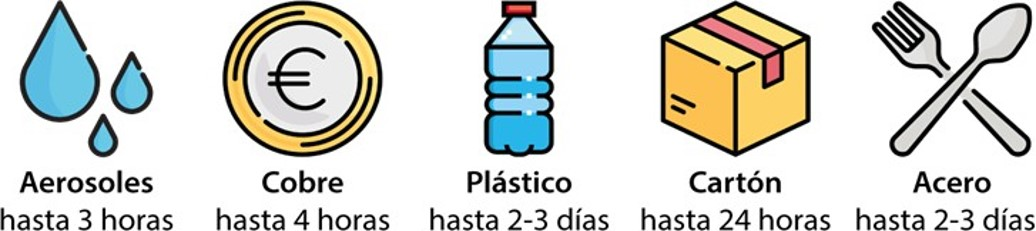 Aerosoles
hasta 3 horas
Cobre
hasta 4 horas
Plástico
hasta 2-3 días
Cartón
hasta 24 horas
Acero
hasta 2-3 días